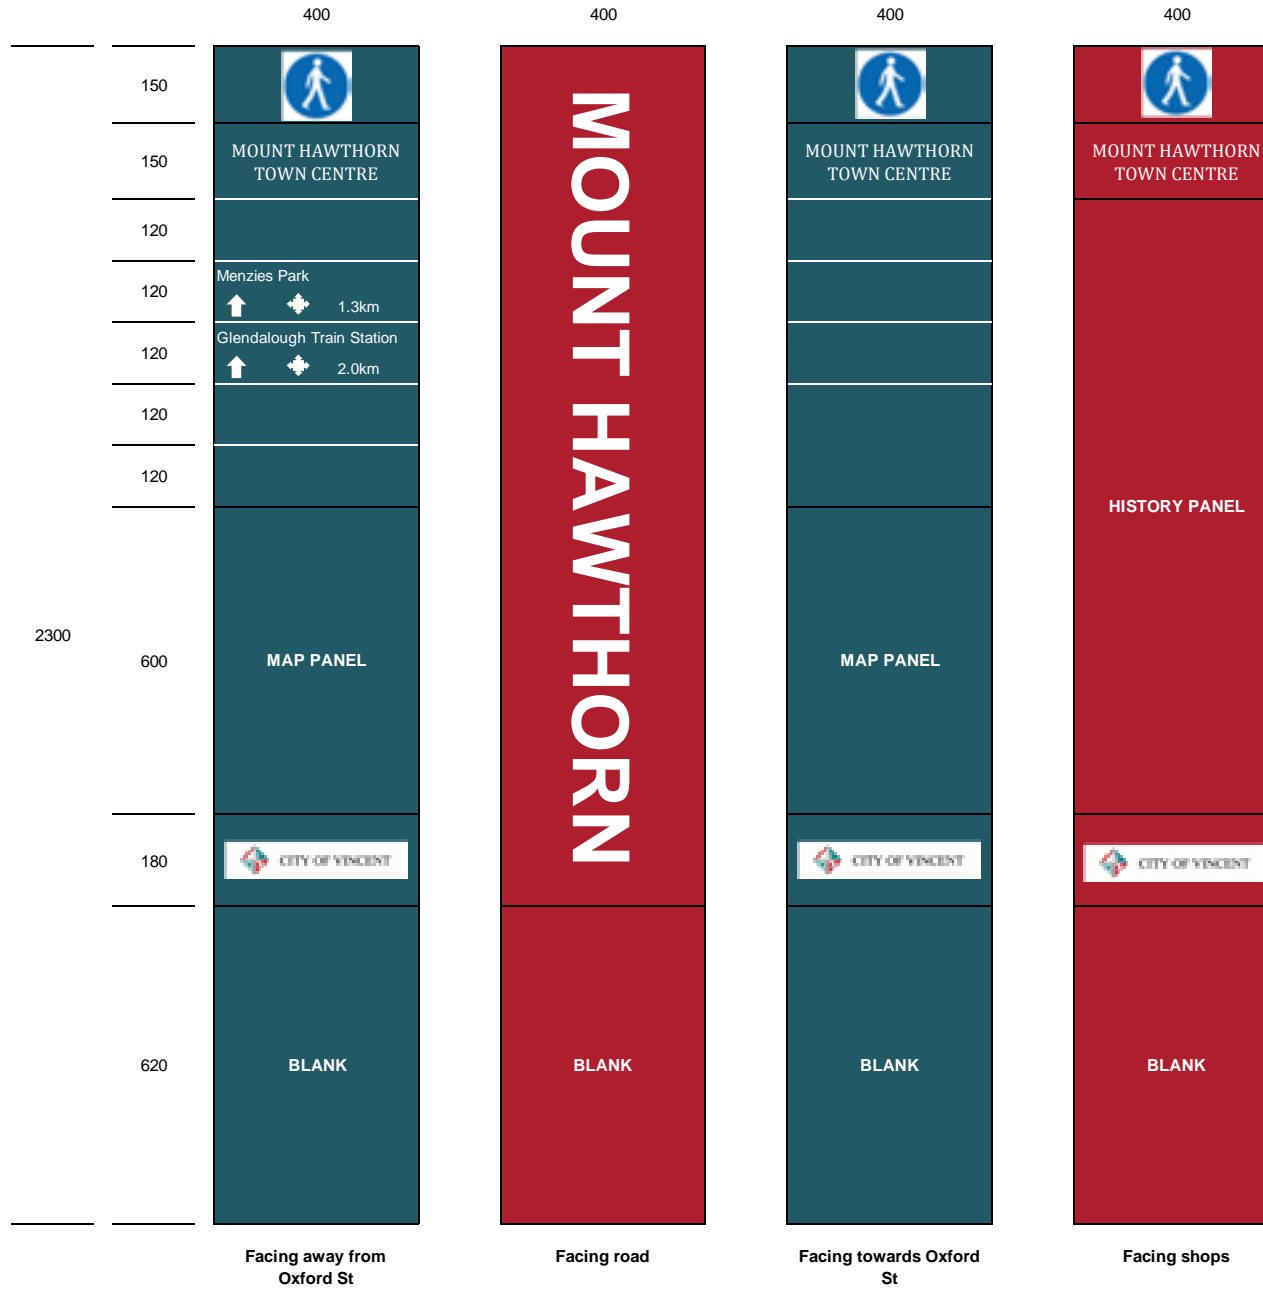 400
400
400
400
2300
150
150
120
120
120
120
120
600
180
620
MOUNT HAWTHORN
TOWN CENTRE
Menzies Park
1.3km
Glendalough Train Station
2.0km
MAP PANEL
CITY OF VINCENT
BLANK
Facing away from
Oxford St
MOUNT HAWTHORN
BLANK
Facing road
MOUNT HAWTHORN
TOWN CENTRE
MAP PANEL
CITY OF VINCENT
BLANK
Facing towards Oxford
St
MOUNT HAWTHORN
TOWN CENTRE
HISTORY PANEL
CITY OF VINCENT
BLANK
Facing shops